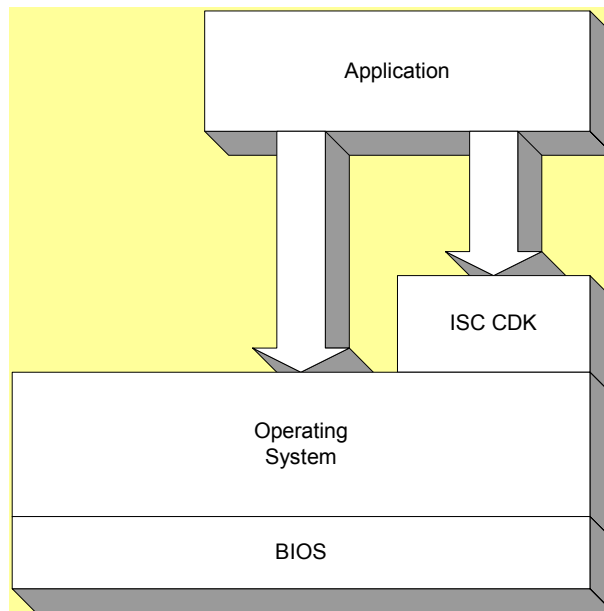 Application
ISC CDK
Operating
System
BIOS